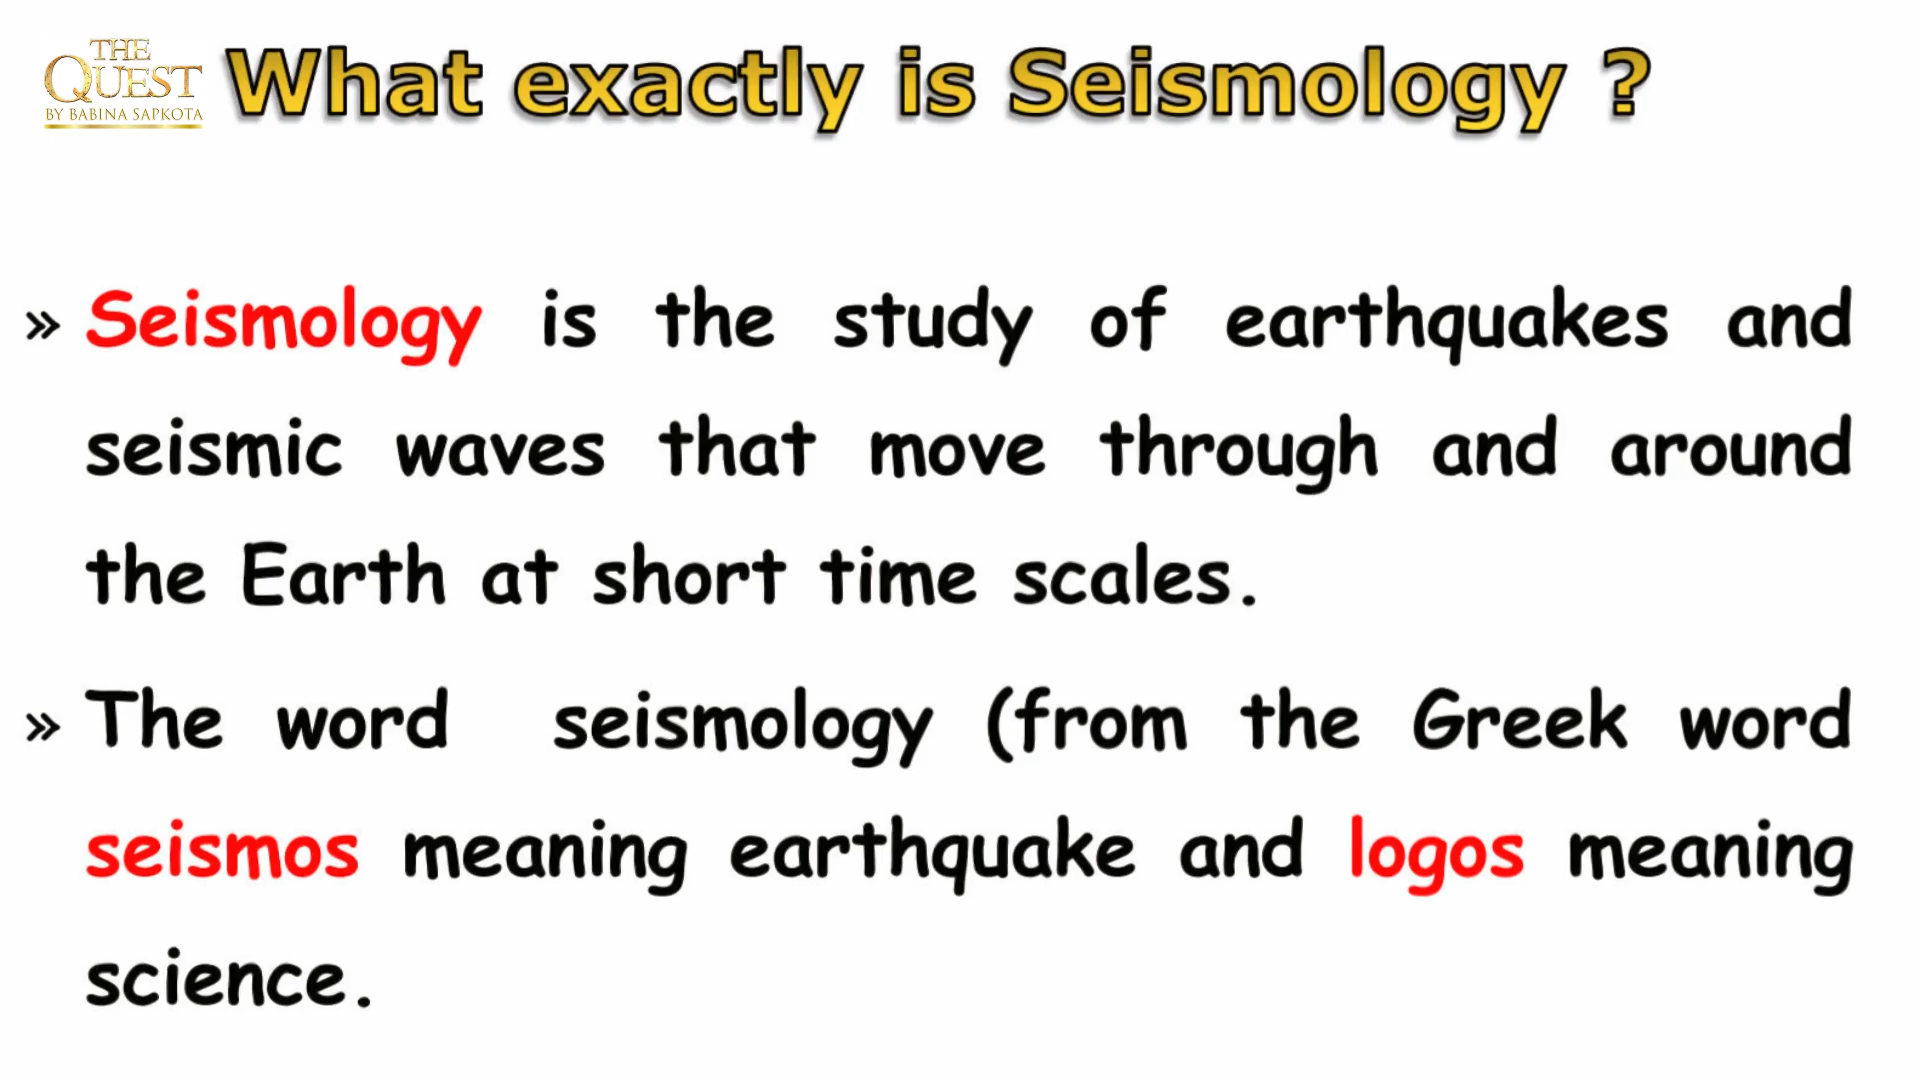 THE
QUEST
BY BABINA SAPKOTA
What exactly is Seismology ?
» Seismology is the study of earthquakes and
seismic waves that move through and around
the Earth at short time scales.
» The word seismology (from the Greek word
seismos meaning earthquake and logos meaning
science.